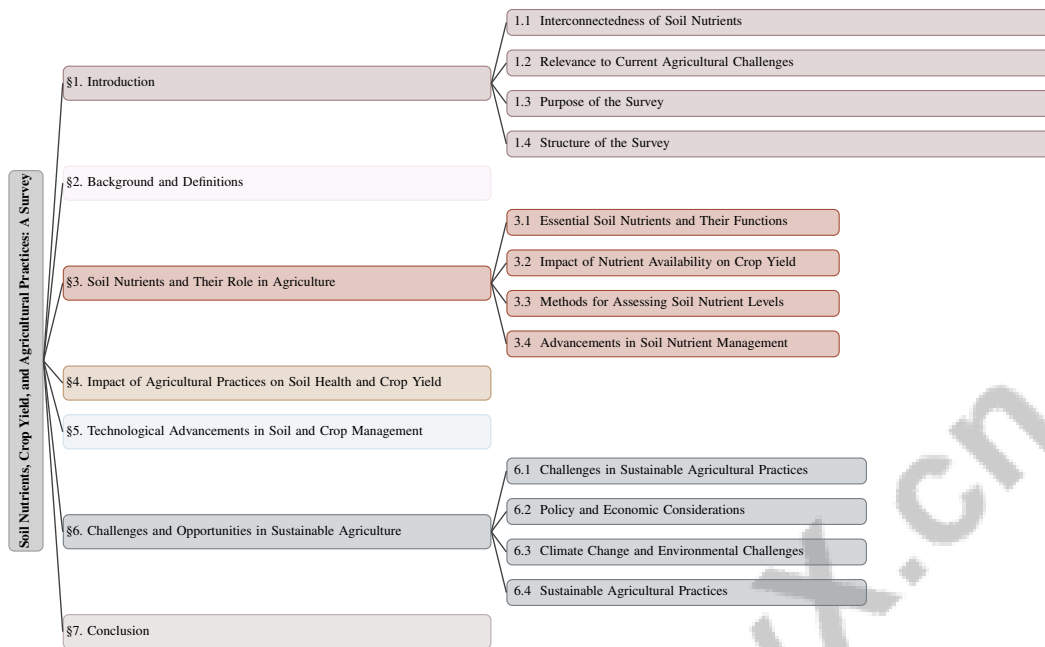 Soil Nutrients, Crop Yield, and Agricultural Practices: A Survey
§1. Introduction
1.1 Interconnectedness of Soil Nutrients
1.2 Relevance to Current Agricultural Challenges
1.3 Purpose of the Survey
1.4 Structure of the Survey
§2. Background and Definitions
§3. Soil Nutrients and Their Role in Agriculture
3.1 Essential Soil Nutrients and Their Functions
3.2 Impact of Nutrient Availability on Crop Yield
3.3 Methods for Assessing Soil Nutrient Levels
3.4 Advancements in Soil Nutrient Management
§4. Impact of Agricultural Practices on Soil Health and Crop Yield
§5. Technological Advancements in Soil and Crop Management
§6. Challenges and Opportunities in Sustainable Agriculture
6.1 Challenges in Sustainable Agricultural Practices
6.2 Policy and Economic Considerations
6.3 Climate Change and Environmental Challenges
6.4 Sustainable Agricultural Practices
§7. Conclusion
x.cn